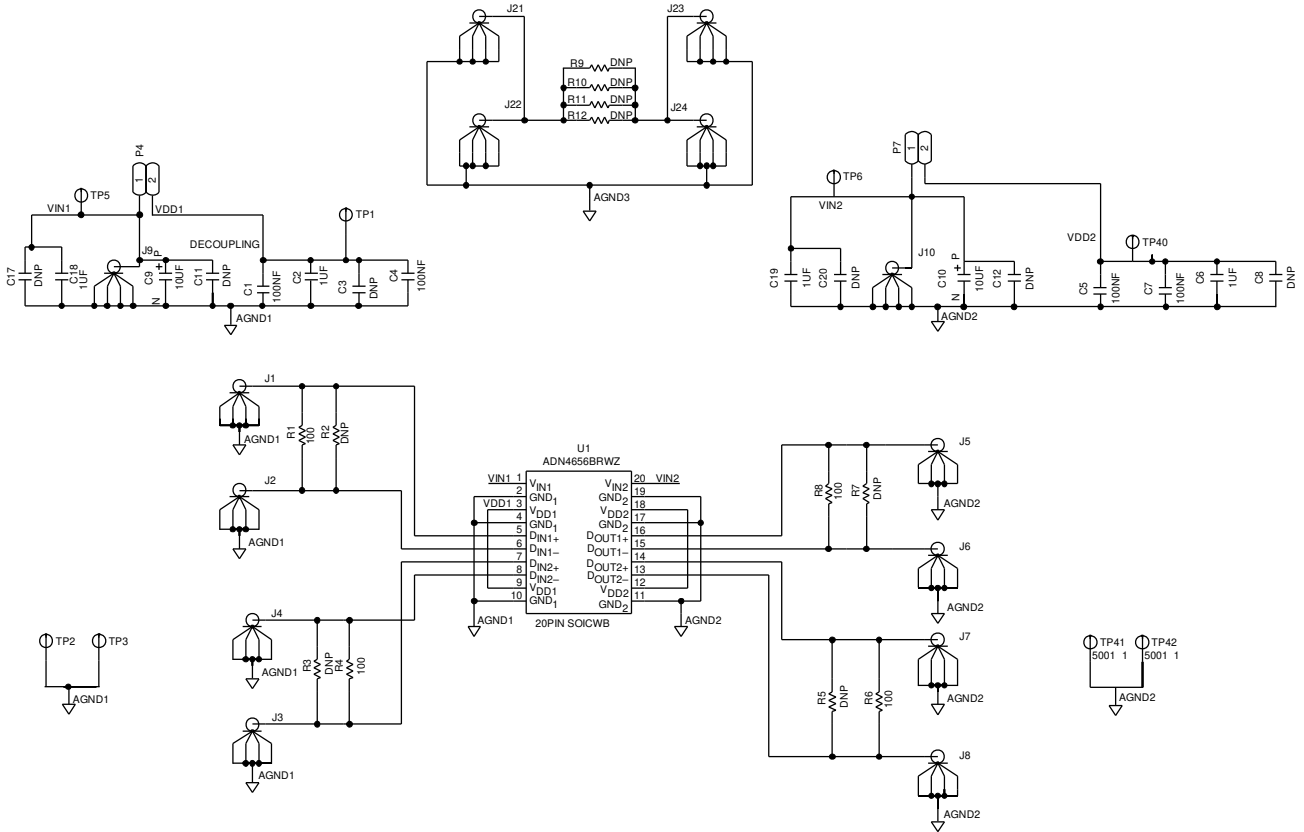 J21
J23
R9 DNP
R10 DNP
R11 DNP
R12 DNP
J22
J24
AGND3
P4
1
2
TP5
VIN1
VDD1
TP1
J9
DECOUPLING
C17
DNP
C18
1UF
P
+
C9
10UF
N
C11
DNP
C1
100NF
C2
1UF
C3
DNP
C4
100NF
AGND1
P7
1
2
TP6
VIN2
VDD2
TP40
J10
C19
1UF
C20
DNP
P
+
C10
10UF
N
C12
DNP
C5
100NF
C7
100NF
C6
1UF
C8
DNP
AGND2
J1
AGND1
R1
100
R2
DNP
J2
AGND1
J4
AGND1
R3
DNP
R4
100
J3
AGND1
TP2
TP3
AGND1
U1
ADN4656BRWZ
VIN1 1 VIN1 VIN2 20 VIN2
2 GND1 GND2 19
VDD1 3 VDD1 VDD2 18
4 GND1 GND2 17
5 DIN1+ DOUT1+ 16
6 DIN1– DOUT1– 15
7 DIN2+ DOUT2+ 14
8 DIN2– DOUT2– 13
9 VDD1 VDD2 12
10 GND1 GND2 11
AGND1
20PIN SOICWB
AGND2
J5
AGND2
R8
100
R7
DNP
J6
AGND2
J7
AGND2
R5
DNP
R6
100
J8
AGND2
TP41
5001 1
TP42
5001 1
AGND2